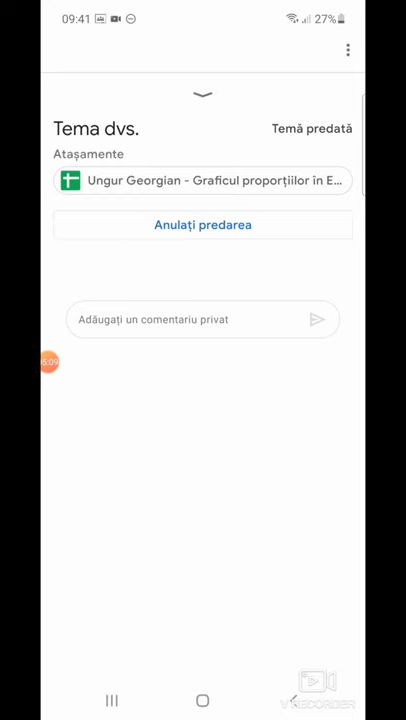 09:41
27%
Tema dvs.
Temă predată
Atașamente
Ungur Georgian - Graficul proporțiilor în E...
Anulați predarea
Adăugați un comentariu privat
05:09
V RECORDER